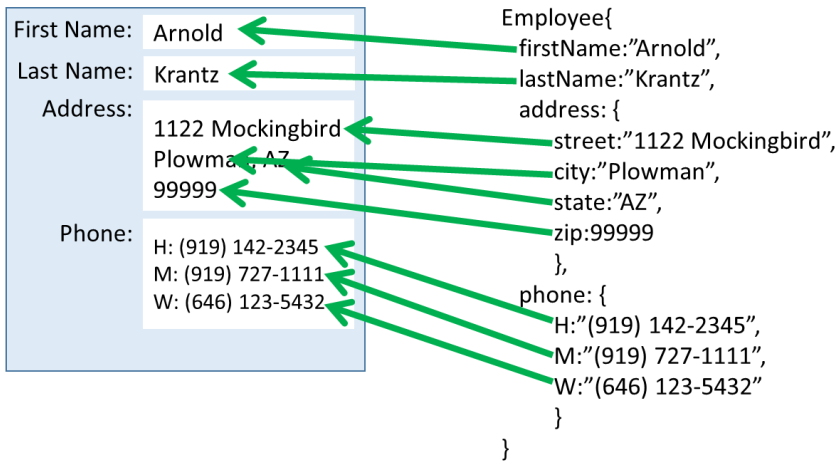 First Name: Arnold
Last Name: Krantz
Address:
1122 Mockingbird
Plowman, AZ
99999
Phone:
H: (919) 142-2345
M: (919) 727-1111
W: (646) 123-5432
Employee{
firstName:”Arnold”,
lastName:”Krantz”,
address: {
street:”1122 Mockingbird”,
city:”Plowman”,
state:”AZ”,
zip:99999
},
phone: {
H:”(919) 142-2345”,
M:”(919) 727-1111”,
W:”(646) 123-5432”
}
}